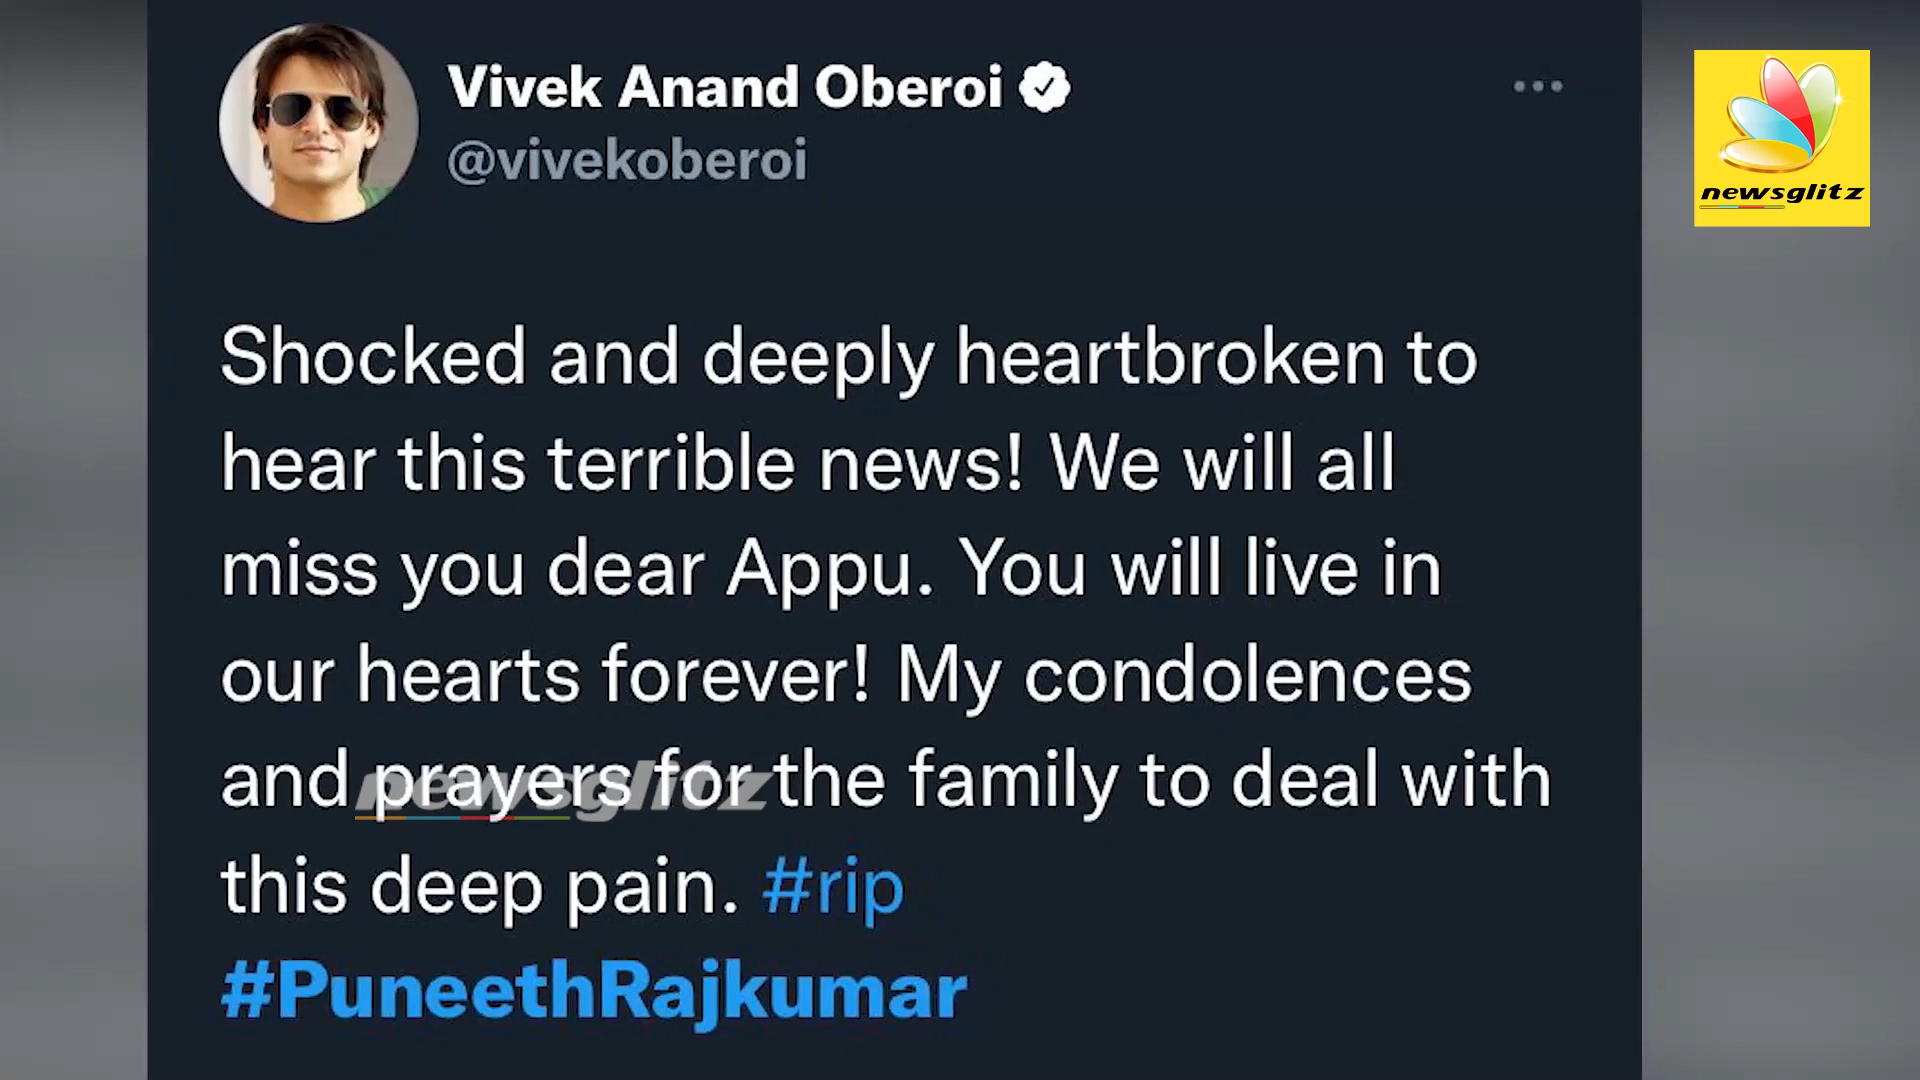 Vivek Anand Oberoi
@vivekoberoi
newsglitz
Shocked and deeply heartbroken to
hear this terrible news! We will all
miss you dear Appu. You will live in
our hearts forever! My condolences
and prayers for the family to deal with
newsglitz
this deep pain. #rip
#PuneethRajkumar